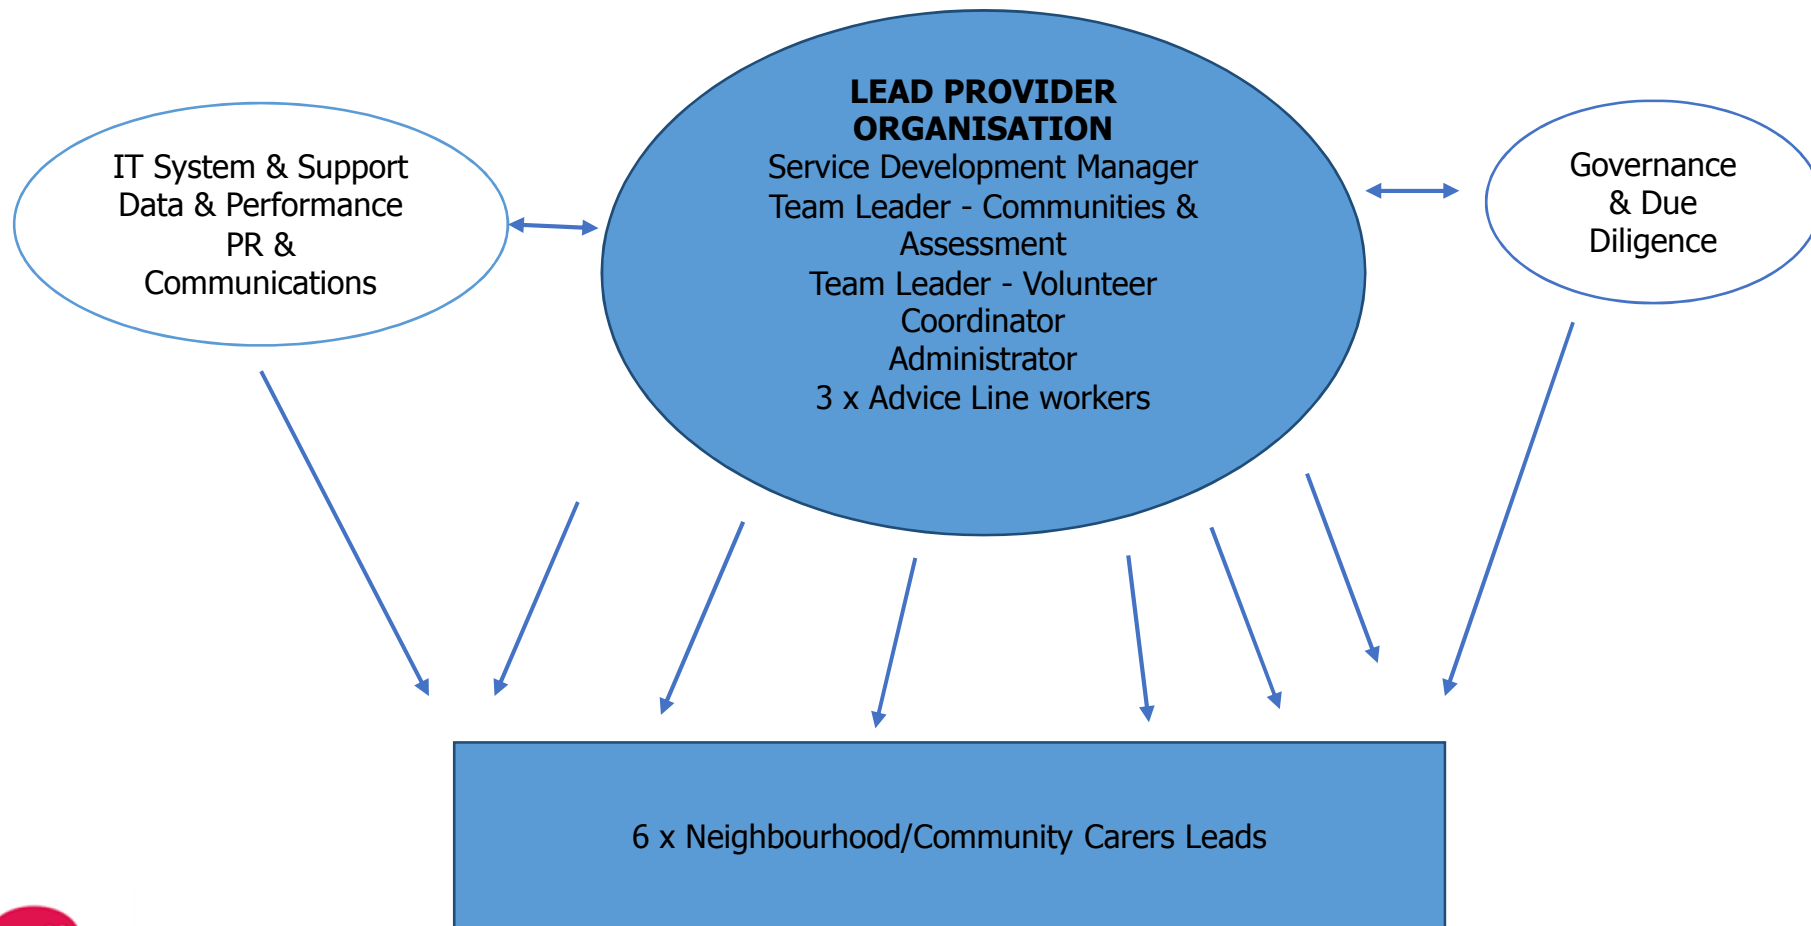 IT System & Support
Data & Performance
PR &
Communications
LEAD PROVIDER
ORGANISATION
Service Development Manager
Team Leader - Communities &
Assessment
Team Leader - Volunteer
Coordinator
Administrator
3 x Advice Line workers
Governance
& Due
Diligence
6 x Neighbourhood/Community Carers Leads